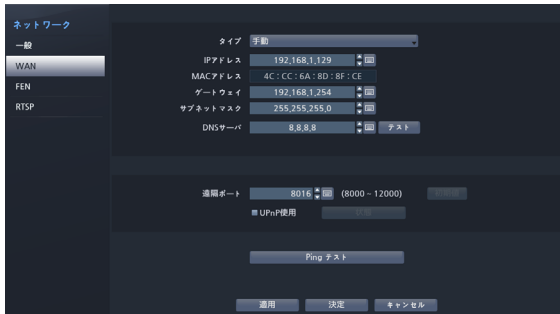 ネットワーク
一般
WAN
FEN
RTSP
タイプ 手動
IPアドレス 192,168,1,129
MACアドレス 4C : CC : 6A : 8D : 8F : CE
ゲートウェイ 192,168,1,254
サブネットマスク 255,255,255,0
DNSサーバ 8,8,8,8 テスト
遠隔ポート 8016 (8000 ~ 12000)
UPnP使用
Ping テスト
適用 決定 キャンセル